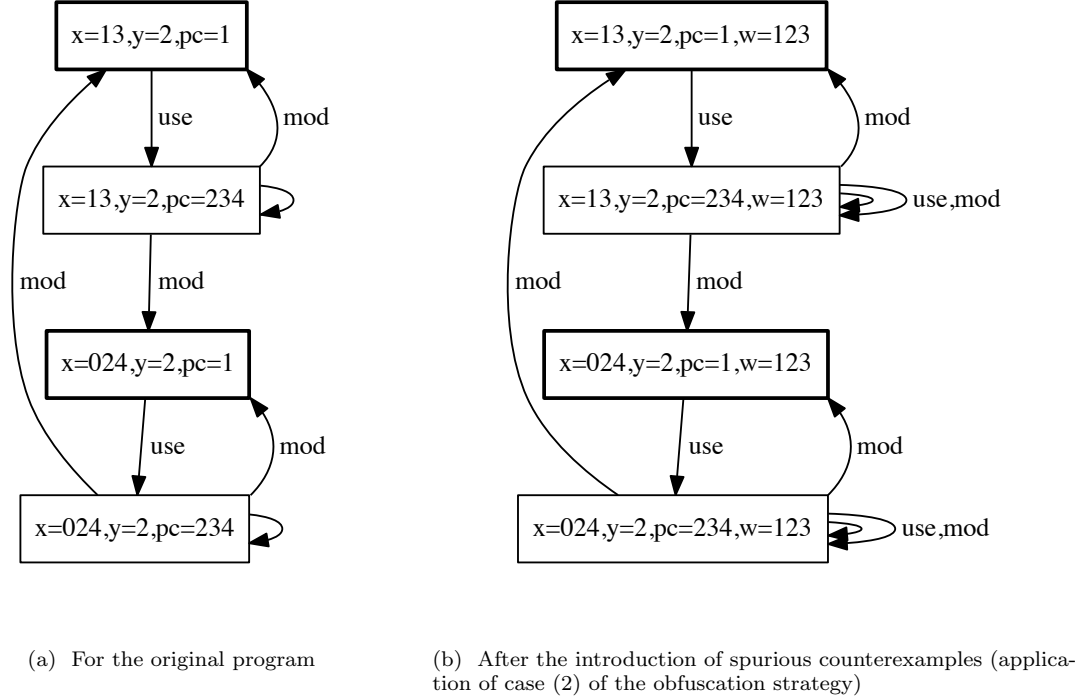 x=13,y=2,pc=1
use
mod
x=13,y=2,pc=234
mod
mod
x=024,y=2,pc=1
use
mod
x=024,y=2,pc=234
(a) For the original program
x=13,y=2,pc=1,w=123
use
mod
x=13,y=2,pc=234,w=123
use,mod
mod
mod
x=024,y=2,pc=1,w=123
use
mod
x=024,y=2,pc=234,w=123
use,mod
(b) After the introduction of spurious counterexamples (applica-
tion of case (2) of the obfuscation strategy)